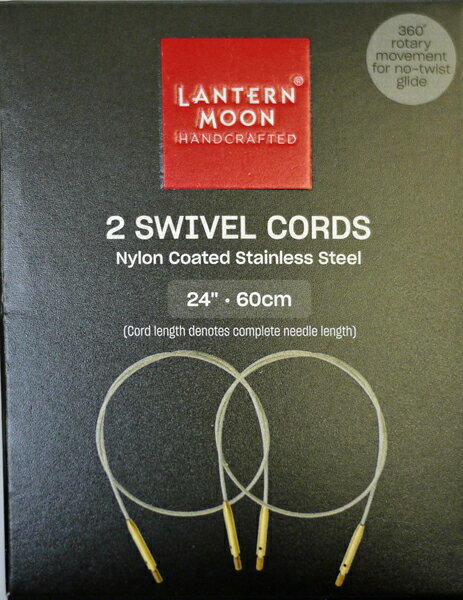 360°
rotary
movement
for no-twist
glide
LANTERN®
MOON
HANDCRAFTED
2 SWIVEL CORDS
Nylon Coated Stainless Steel
24" • 60cm
(Cord length denotes complete needle length)